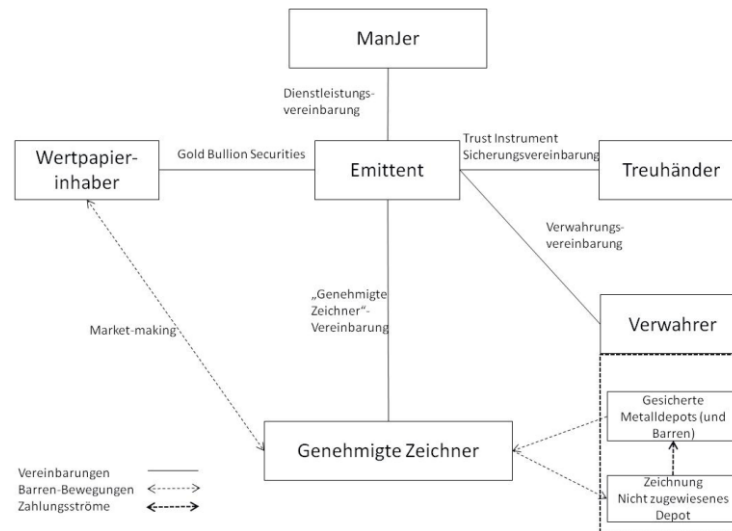 ManJer
Dienstleistungs-
vereinbarung
Wertpapier-
inhaber
Gold Bullion Securities
Emittent
Trust Instrument
Sicherungsvereinbarung
Treuhänder
Verwahrungs-
vereinbarung
„Genehmigte
Zeichner“-
Vereinbarung
Market-making
Verwahrer
Gesicherte
Metalldepots (und
Barren)
Genehmigte Zeichner
Zeichnung
Nicht zugewiesenes
Depot
Vereinbarungen
Barren-Bewegungen
Zahlungsströme